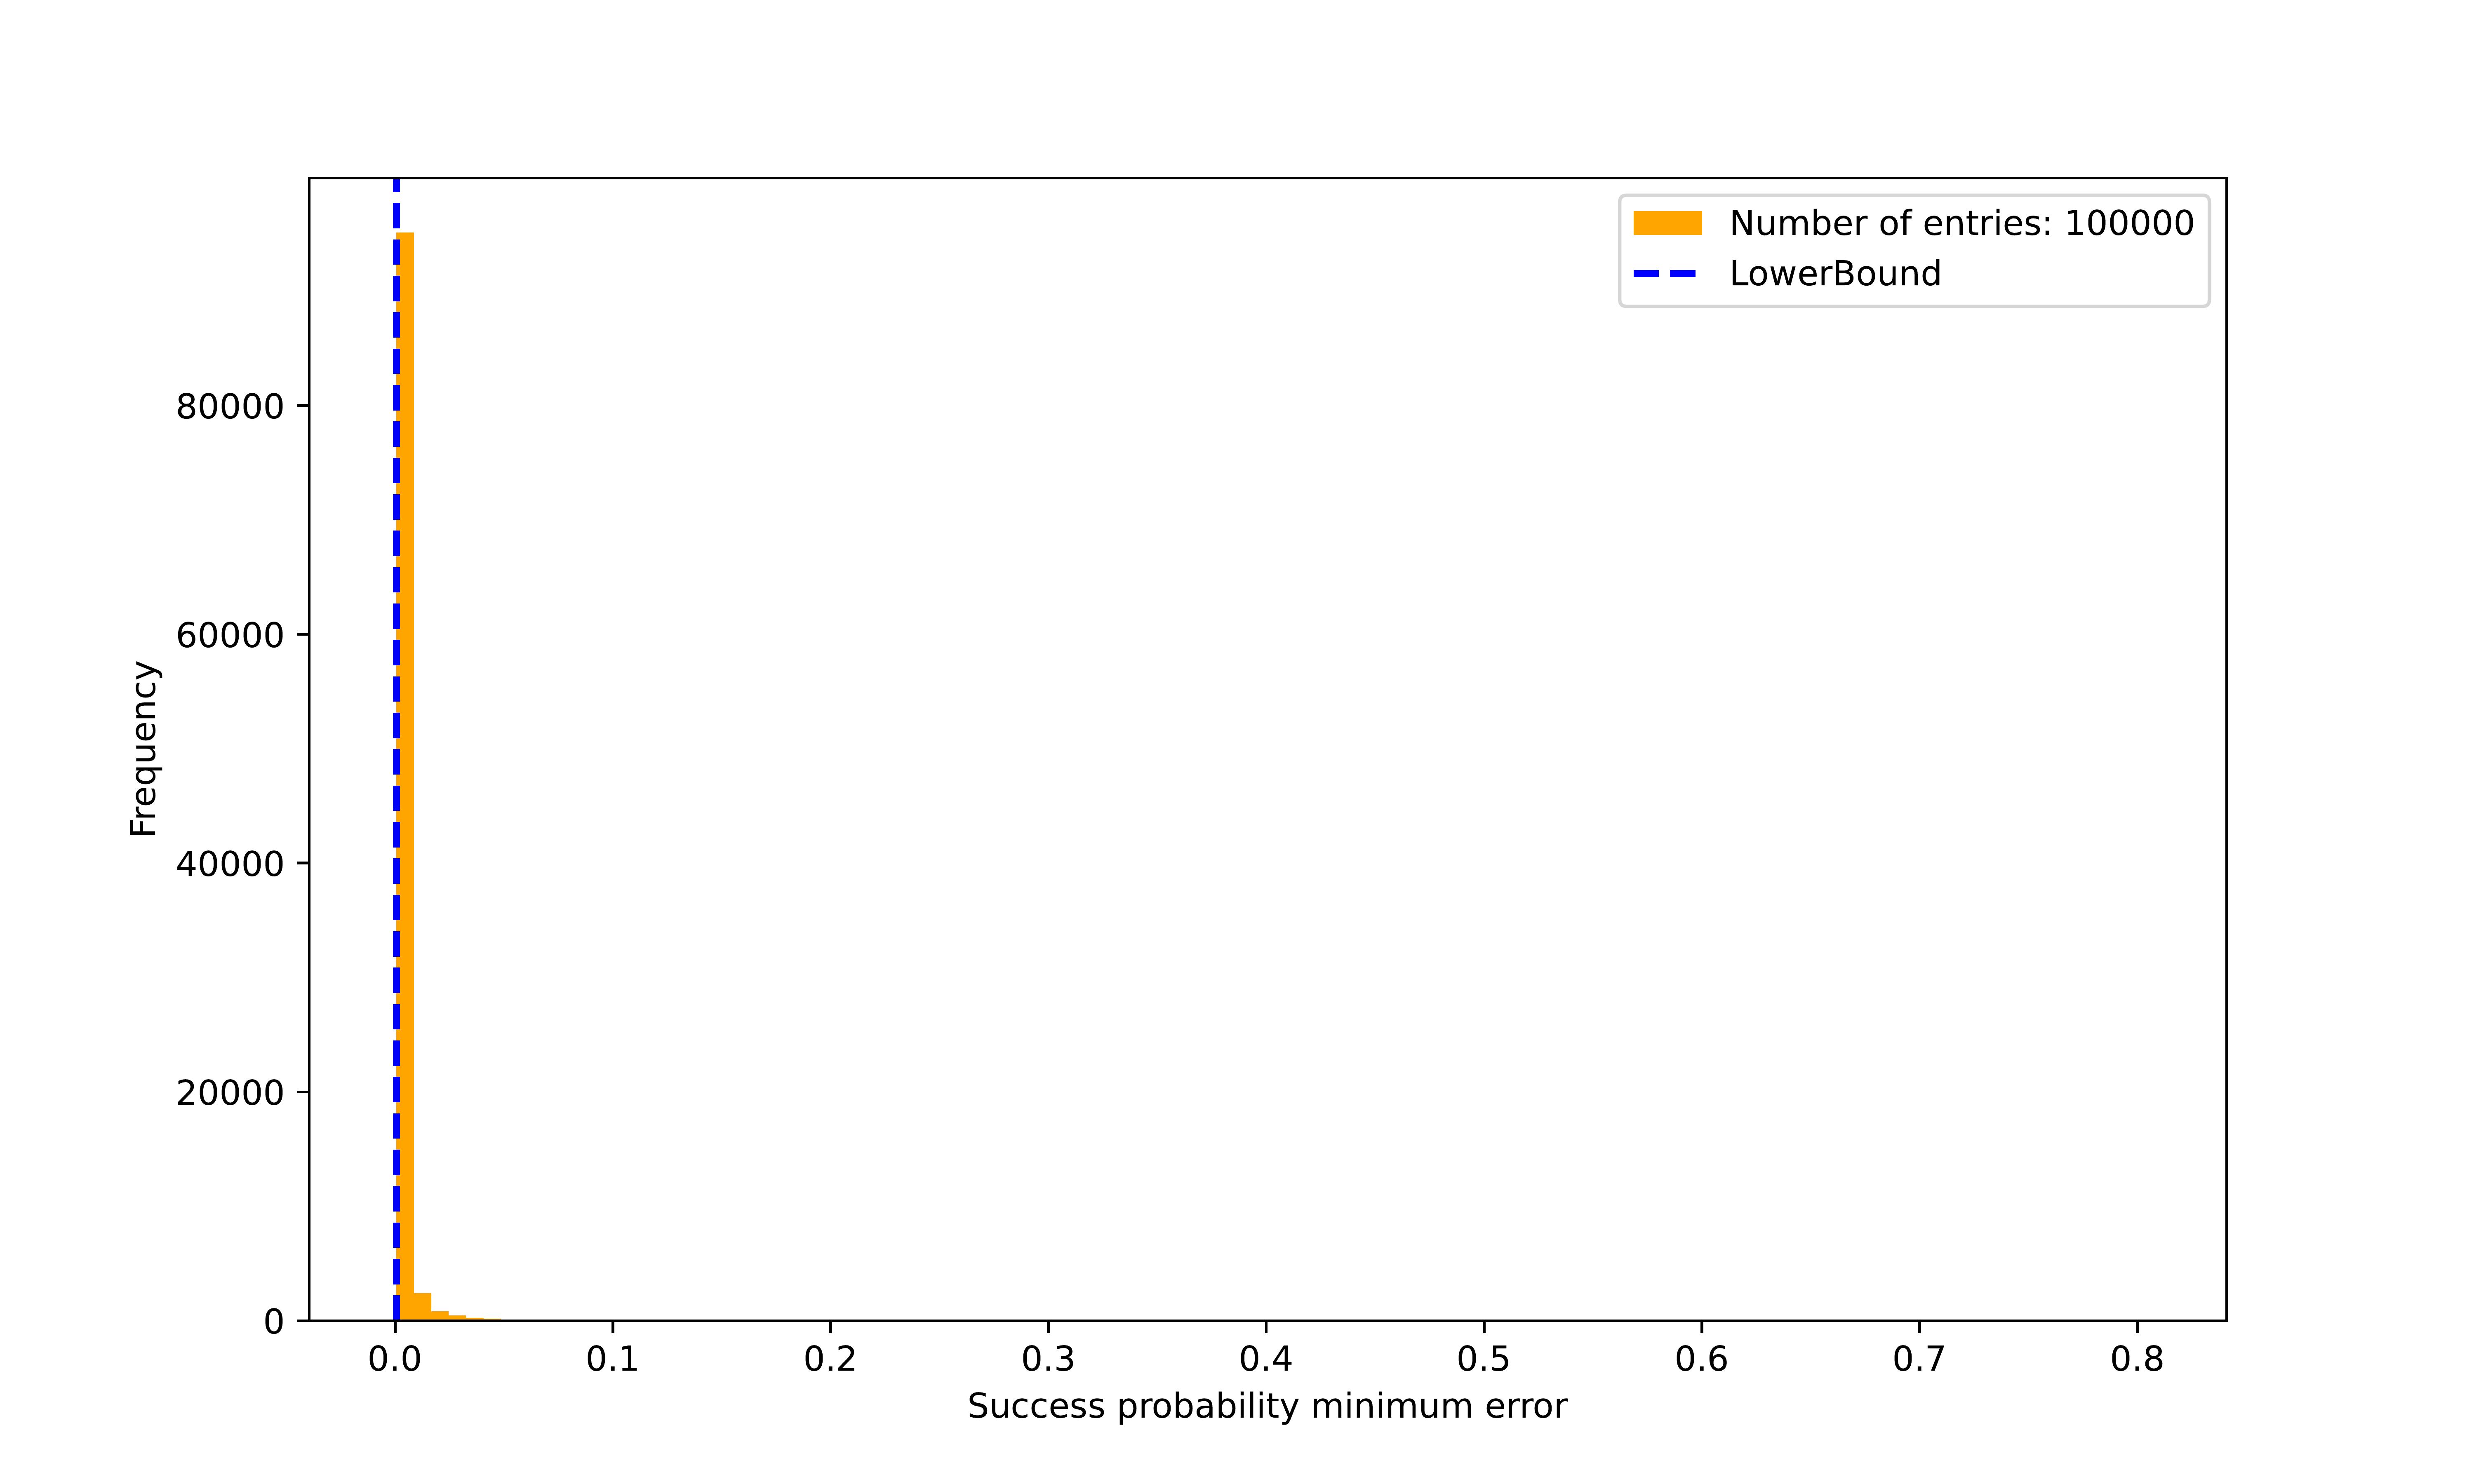 Number of entries: 100000
LowerBound
80000
60000
40000
20000
0
Frequency
0.0 0.1 0.2 0.3 0.4 0.5 0.6 0.7 0.8
Success probability minimum error